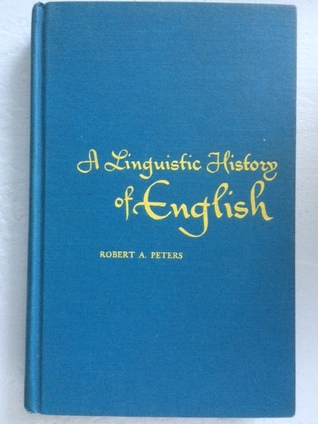 A Linguistic History
of English
ROBERT A. PETERS